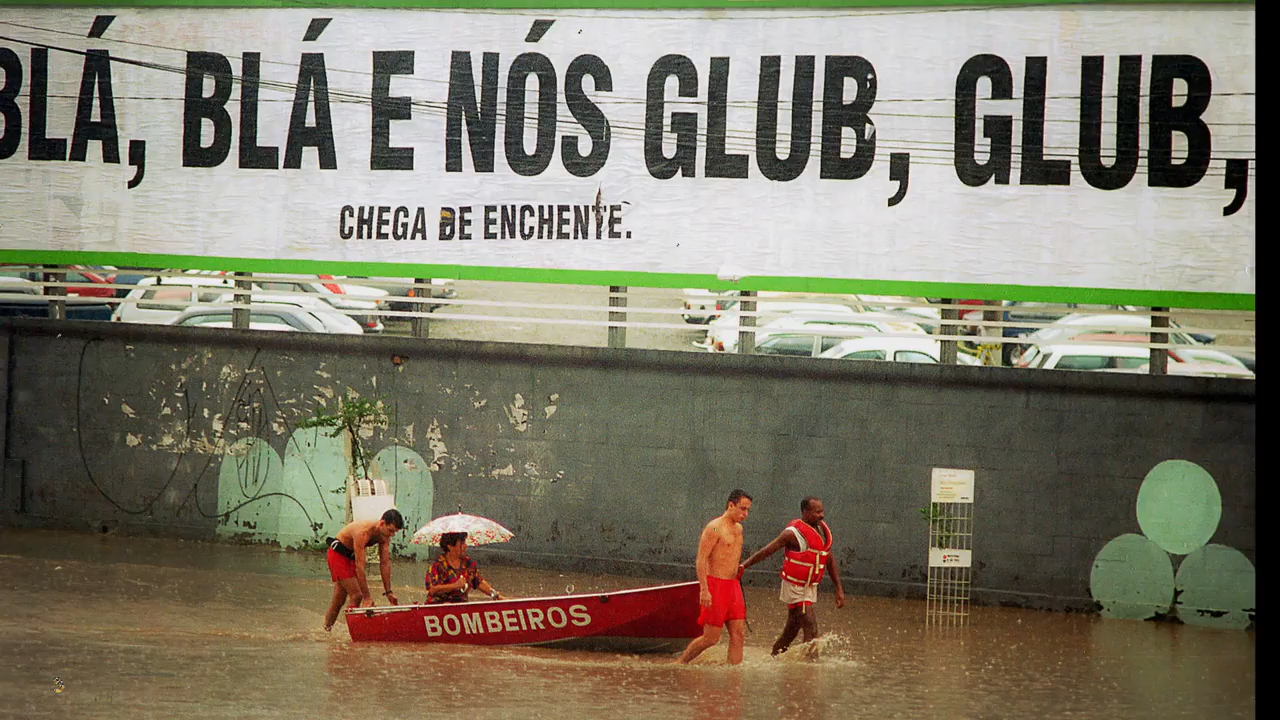 BLÁ, BLÁ E NÓS GLUB, GLUB,
CHEGA DE ENCHENTE.
BOMBEIROS